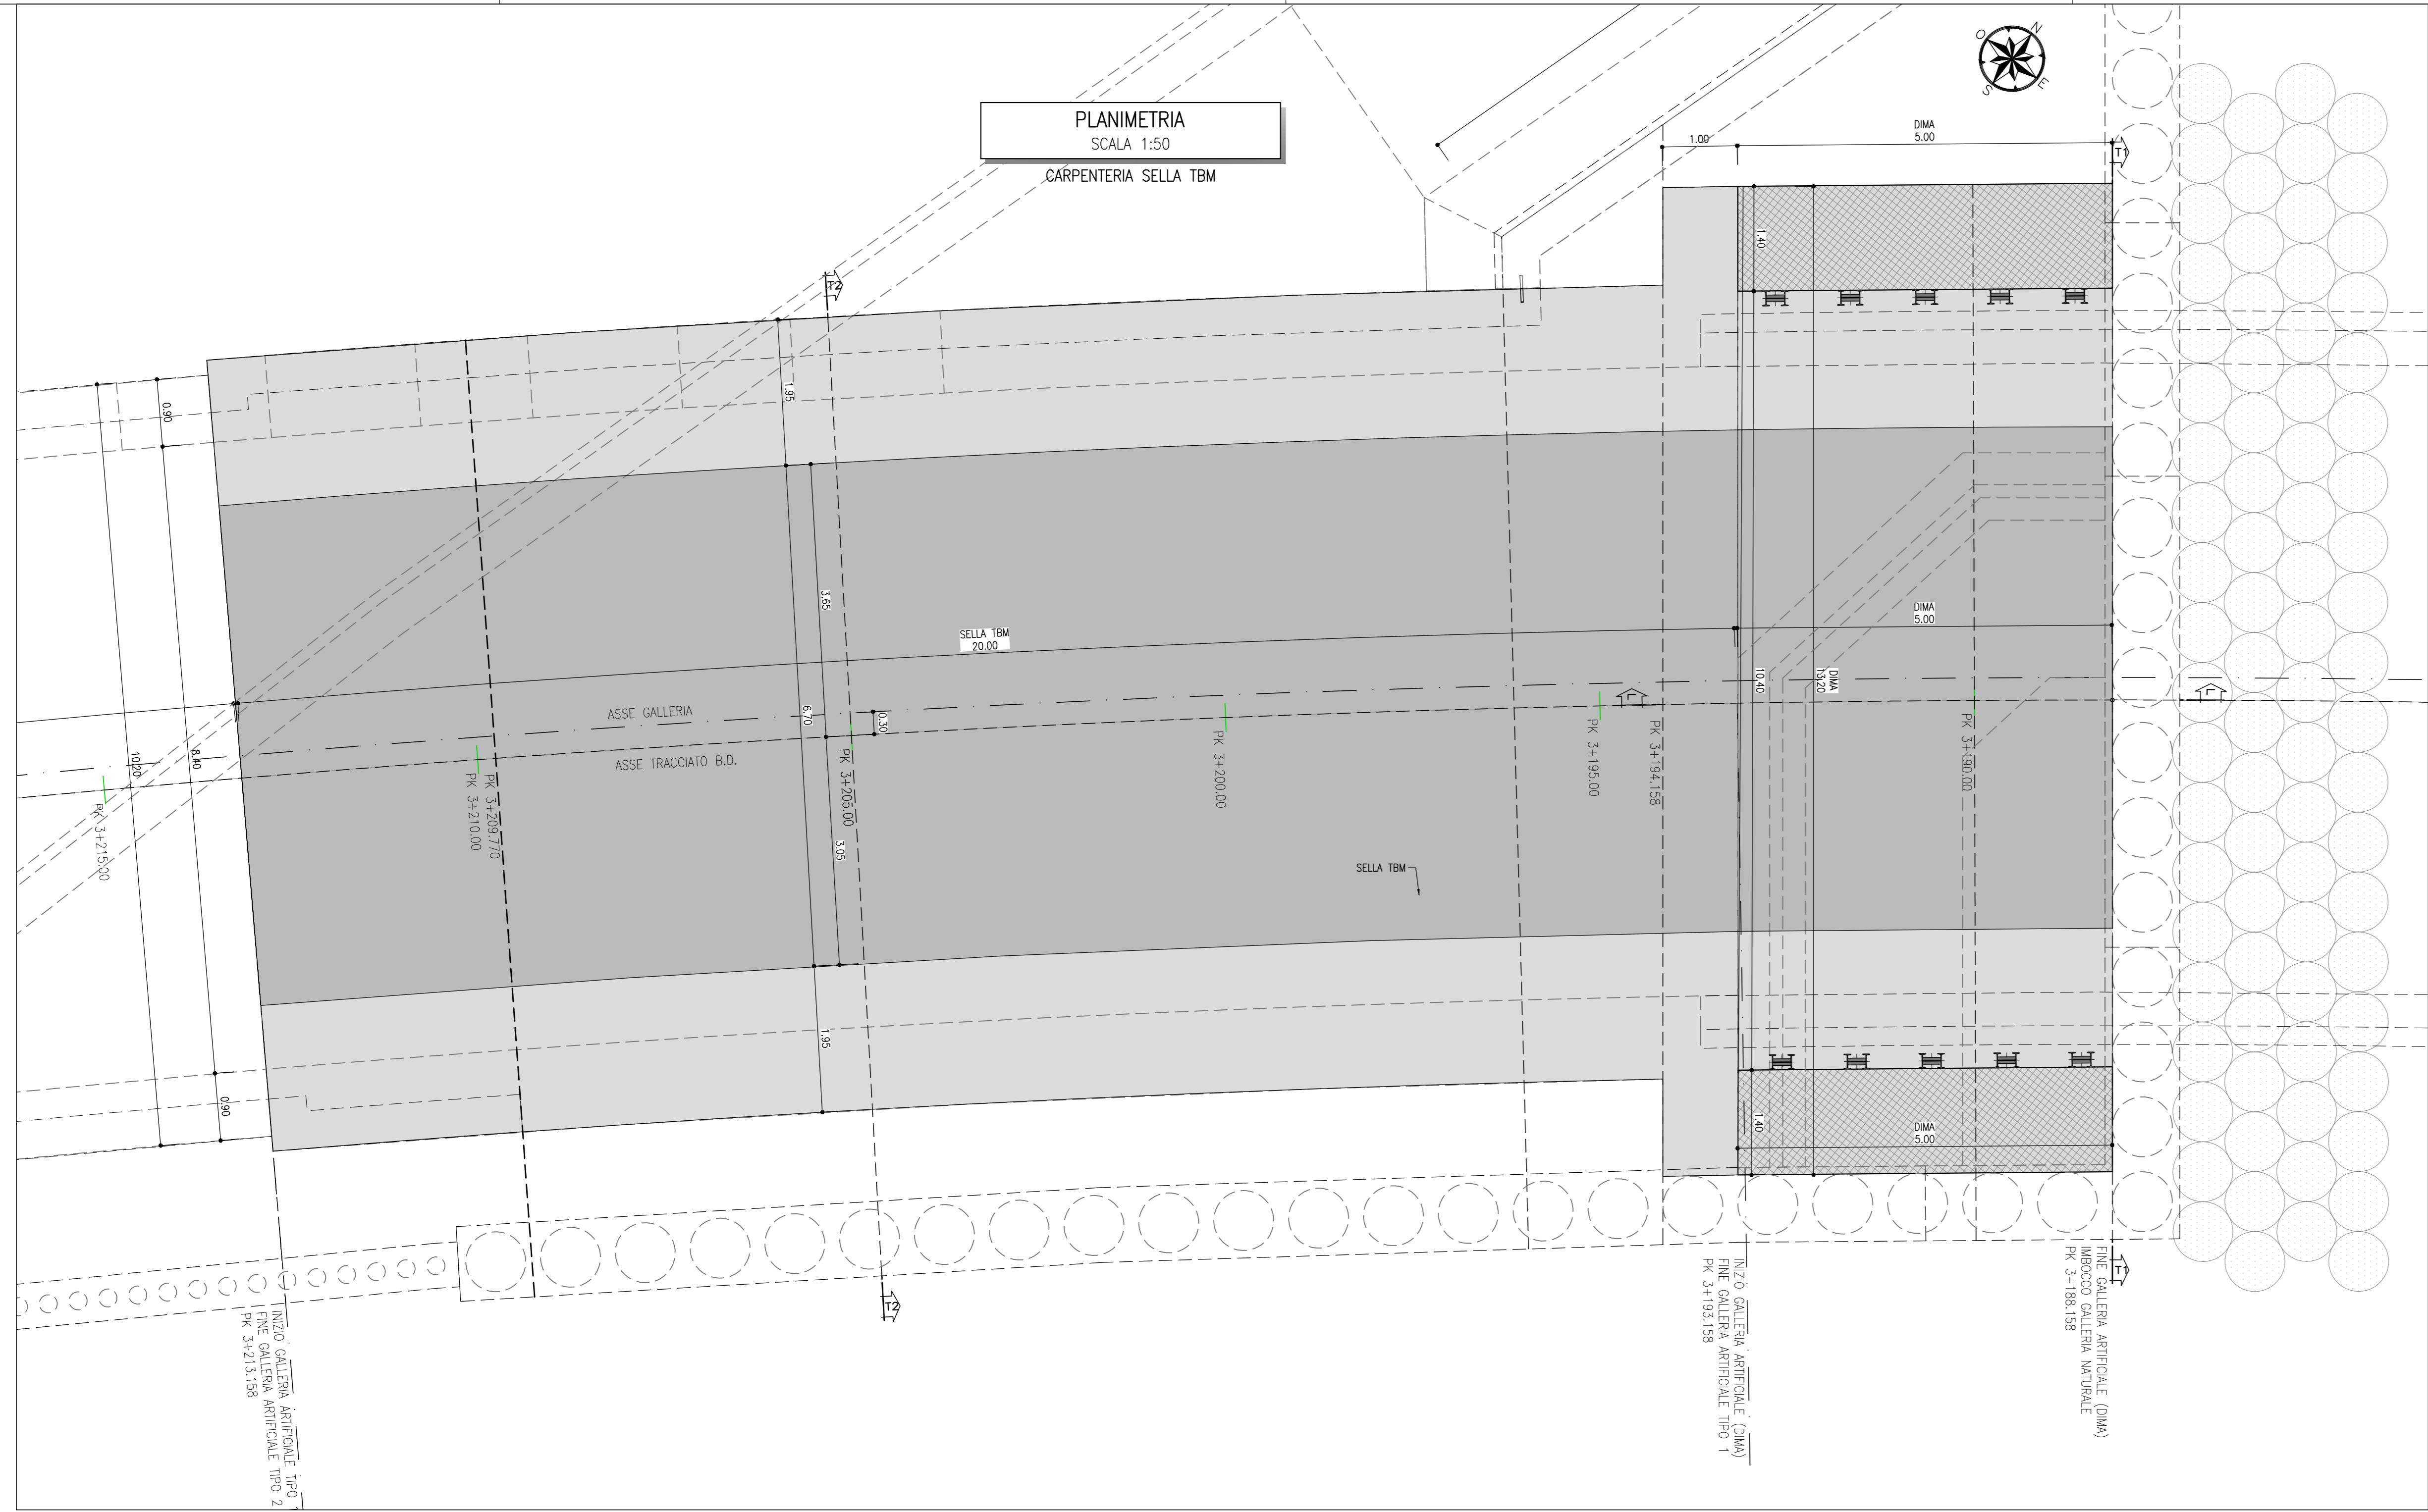 PLANIMETRIA
SCALA 1:50
CARPENTERIA SELLA TBM
O
N
S
E
1.00
DIMA
5.00
T1
1.40
T2
1.95
0.90
3.65
SELLA TBM
20.00
DIMA
5.00
10.40
DIMA
13.20
L
L
ASSE GALLERIA
6.70
0.30
ASSE TRACCIATO B.D.
10.20
8.40
PK 3+215.00
PK 3+210.00
PK 3+209.770
PK 3+205.00
PK 3+200.00
PK 3+195.00
PK 3+194.158
PK 3+190.00
3.05
SELLA TBM
1.95
0.90
1.40
DIMA
5.00
T2
T1
INIZIO GALLERIA ARTIFICIALE TIPO 1
FINE GALLERIA ARTIFICIALE TIPO 2
PK 3+213.158
INIZIO GALLERIA ARTIFICIALE (DIMA)
FINE GALLERIA ARTIFICIALE TIPO 1
PK 3+193.158
FINE GALLERIA ARTIFICIALE (DIMA)
IMBOCCO GALLERIA NATURALE
PK 3+188.158